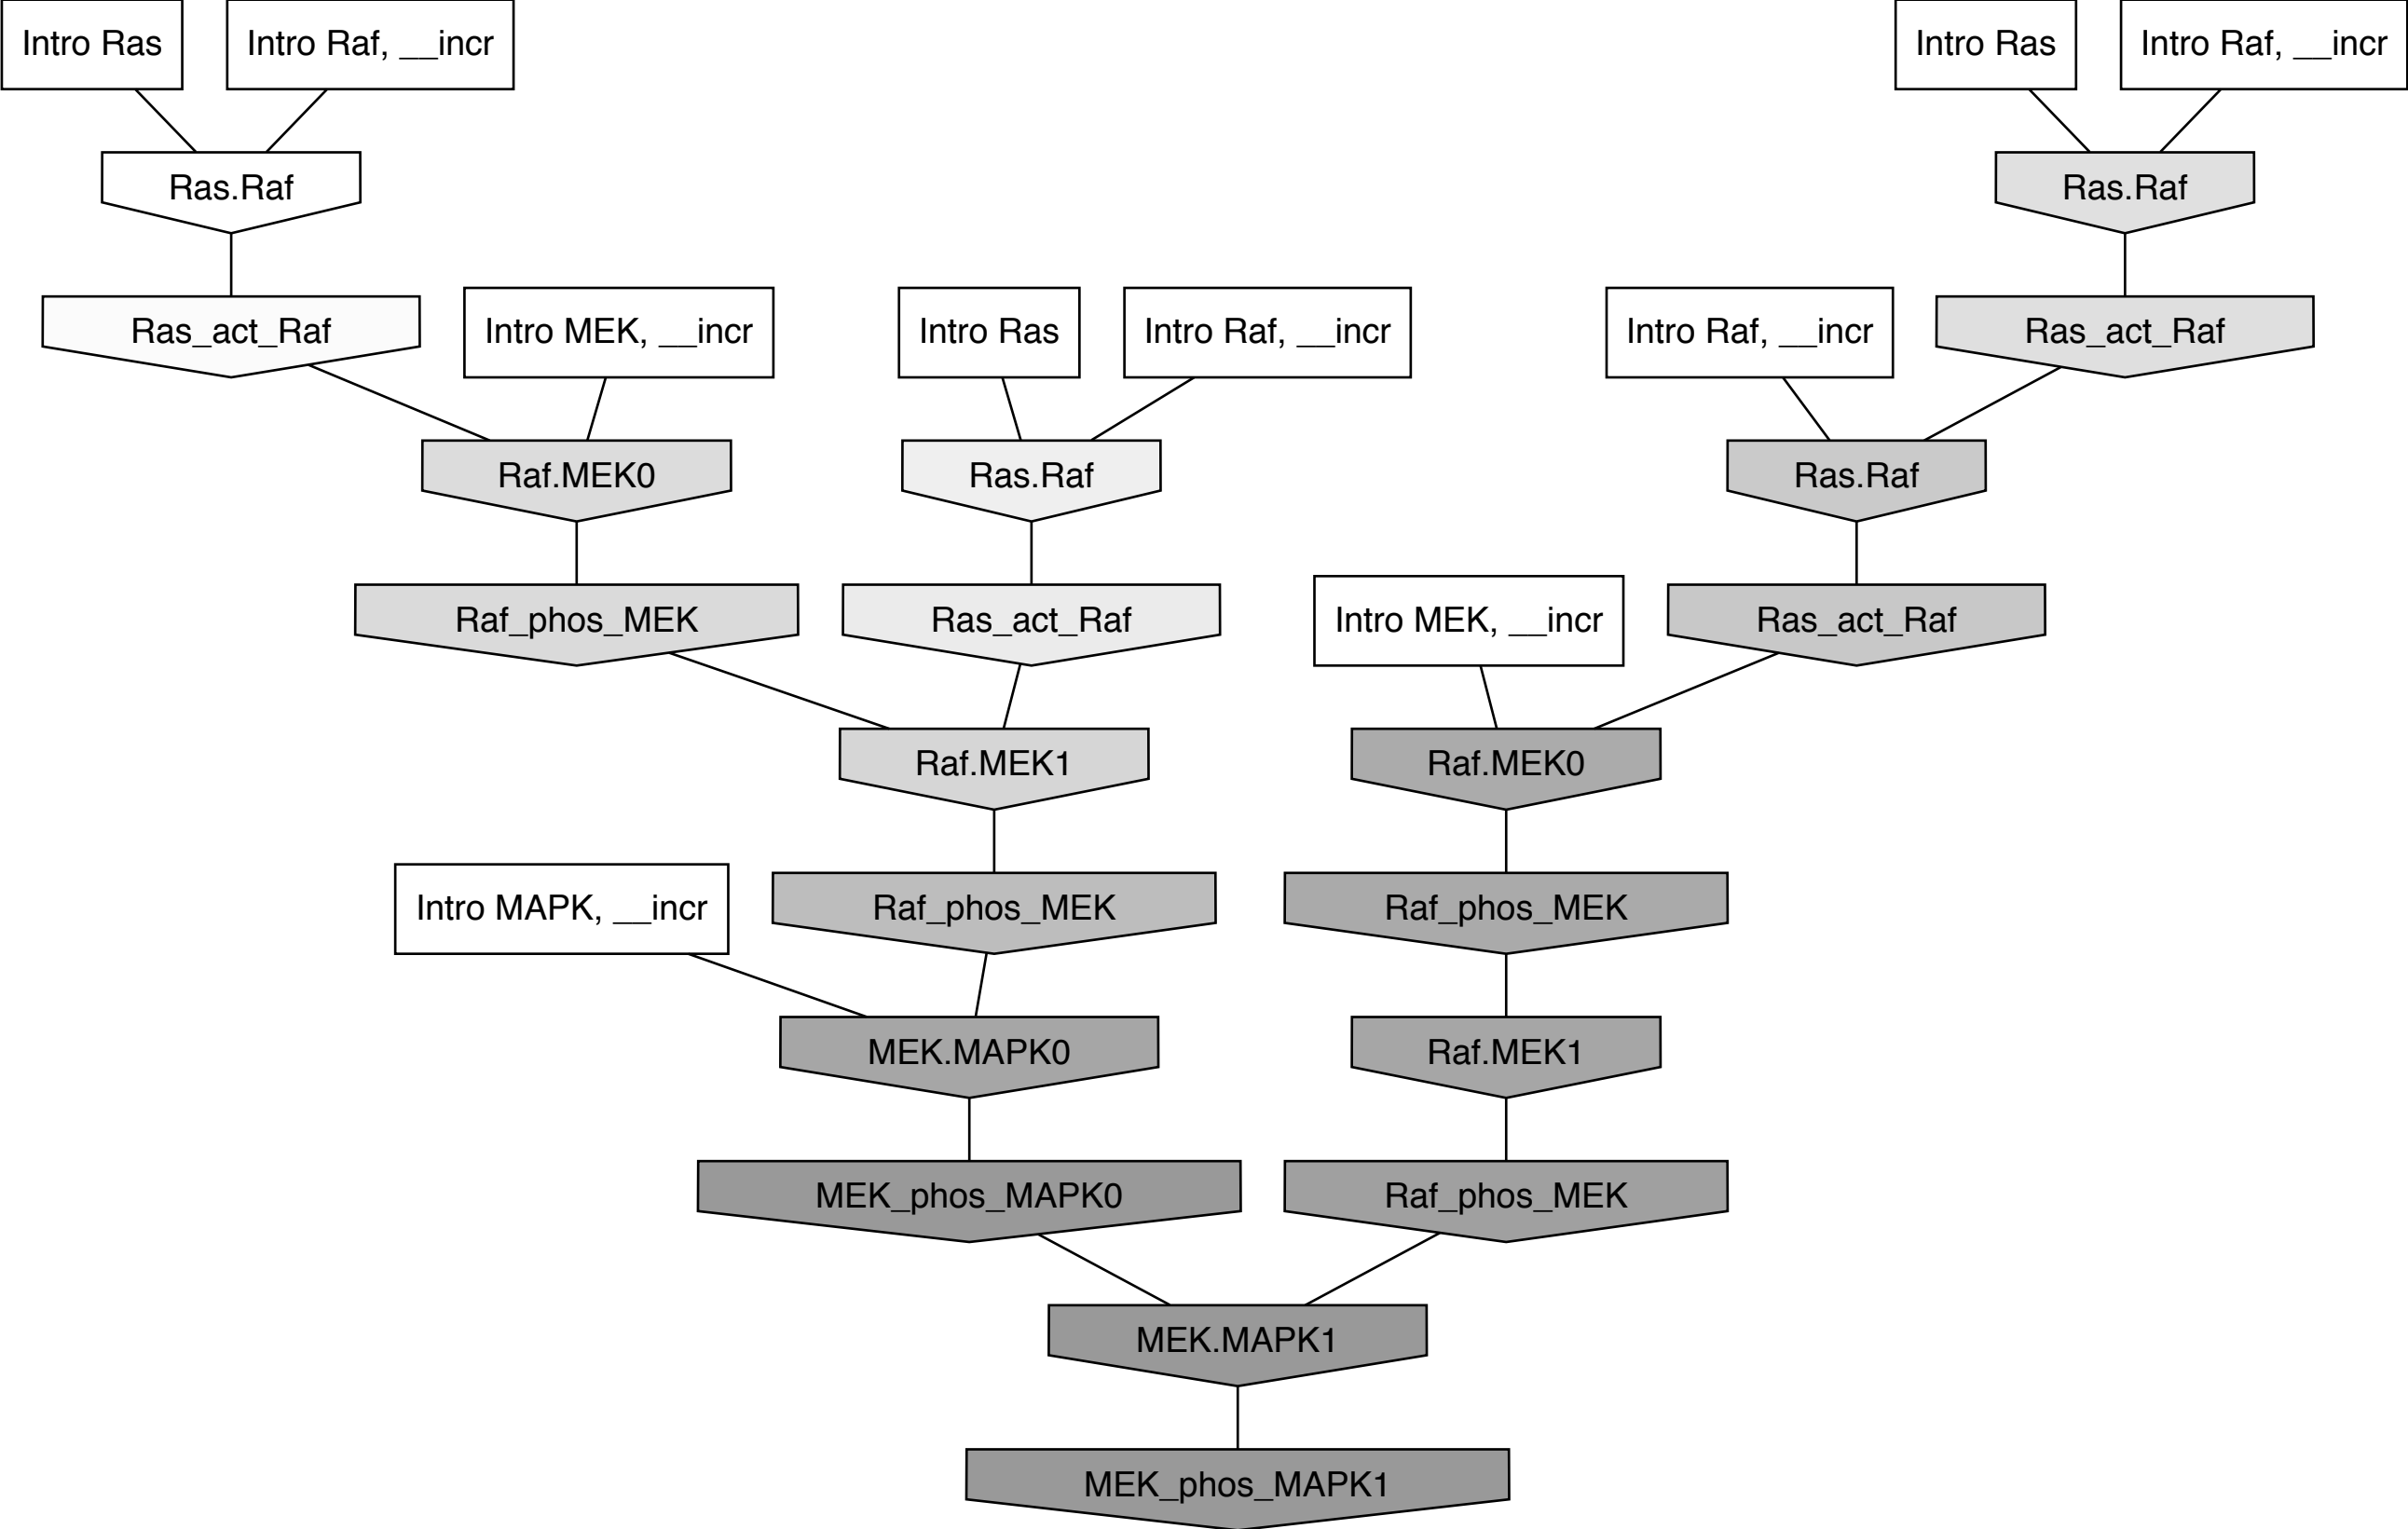 Intro Ras
Intro Raf, __incr
Intro Ras
Intro Raf, __incr
Ras.Raf
Ras.Raf
Ras_act_Raf
Intro MEK, __incr
Intro Ras
Intro Raf, __incr
Intro Raf, __incr
Ras_act_Raf
Raf.MEK0
Ras.Raf
Ras.Raf
Raf_phos_MEK
Ras_act_Raf
Intro MEK, __incr
Ras_act_Raf
Raf.MEK1
Raf.MEK0
Intro MAPK, __incr
Raf_phos_MEK
Raf_phos_MEK
MEK.MAPK0
Raf.MEK1
MEK_phos_MAPK0
Raf_phos_MEK
MEK.MAPK1
MEK_phos_MAPK1